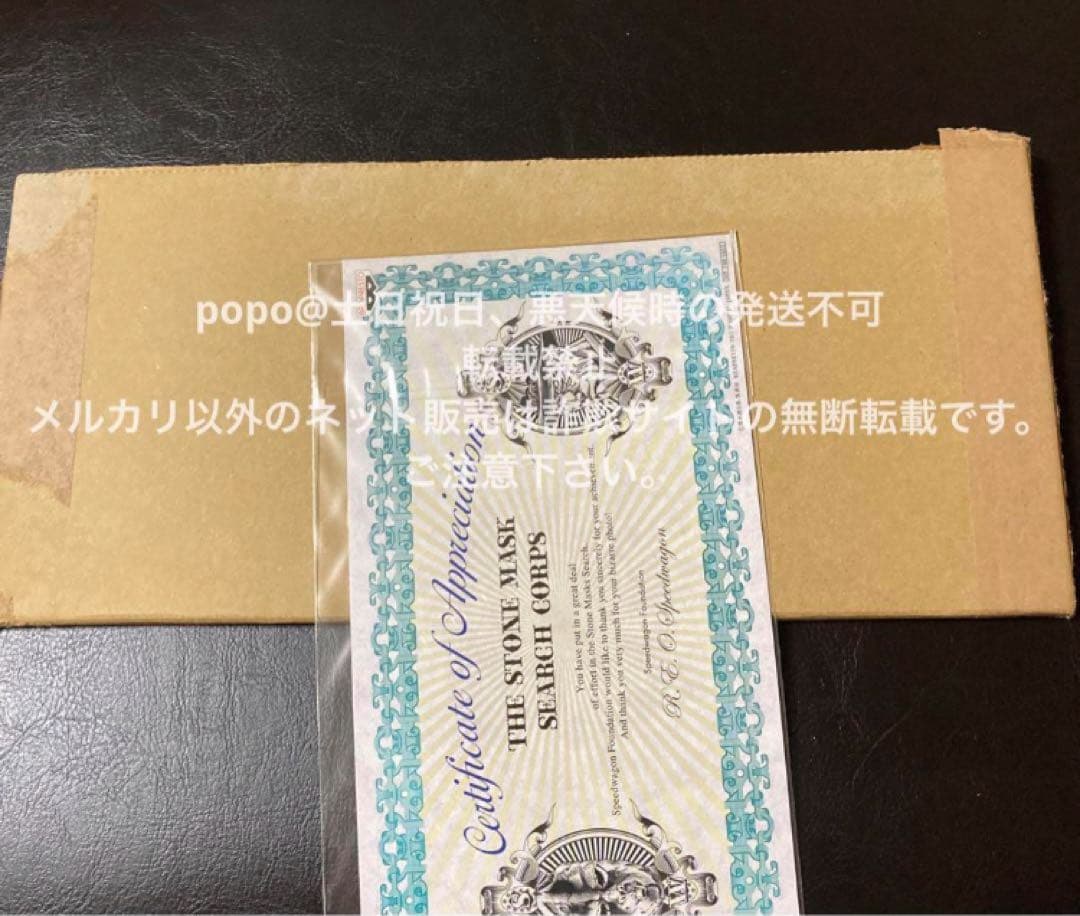 popo@土日祝日、悪天候時の発送不可
転載禁止
メルカリ以外のネット販売は詐欺サイトの無断転載です。
ご注意下さい。
Certificate of Appreciation
THE STONE MASK
SEARCH CORPS
You have put in a great deal
of effort in the Stone Masks Search.
Speedwagon Foundation would like to thank you sincerely for your achievement
And thank you very much for your bizarre photo!
Speedwagon Foundation
R. E. O. Speedwagon